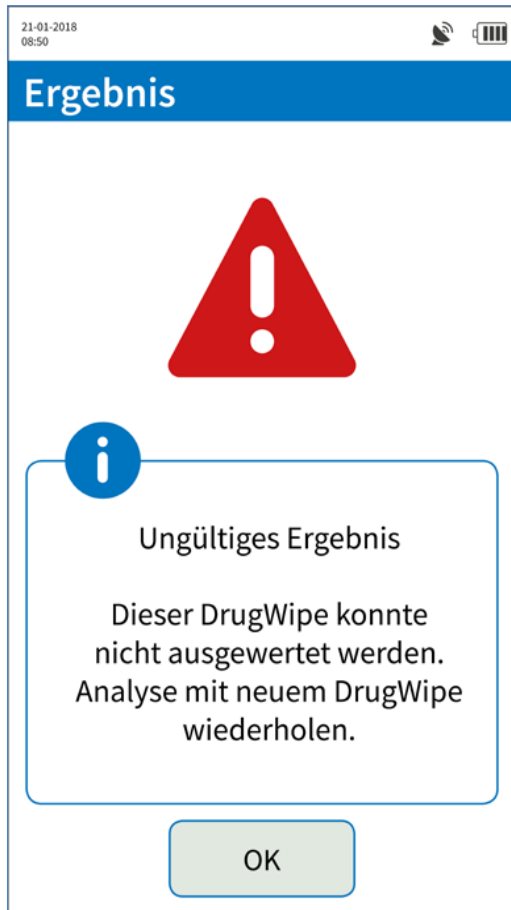 21-01-2018
08:50
Ergebnis
Ungültiges Ergebnis
Dieser DrugWipe konnte
nicht ausgewertet werden.
Analyse mit neuem DrugWipe
wiederholen.
OK